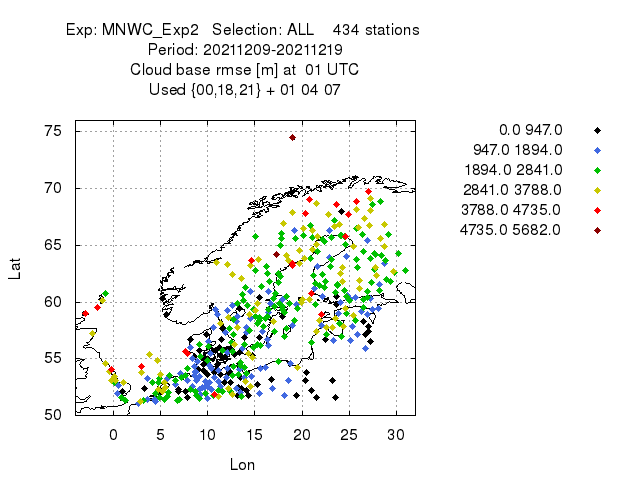 Exp: MNWC_Exp2 Selection: ALL 434 stations
Period: 20211209-20211219
Cloud base rmse [m] at 01 UTC
Used {00,18,21} + 01 04 07
0.0 947.0
947.0 1894.0
1894.0 2841.0
2841.0 3788.0
3788.0 4735.0
4735.0 5682.0
75
70
65
60
55
50
Lat
0 5 10 15 20 25 30
Lon